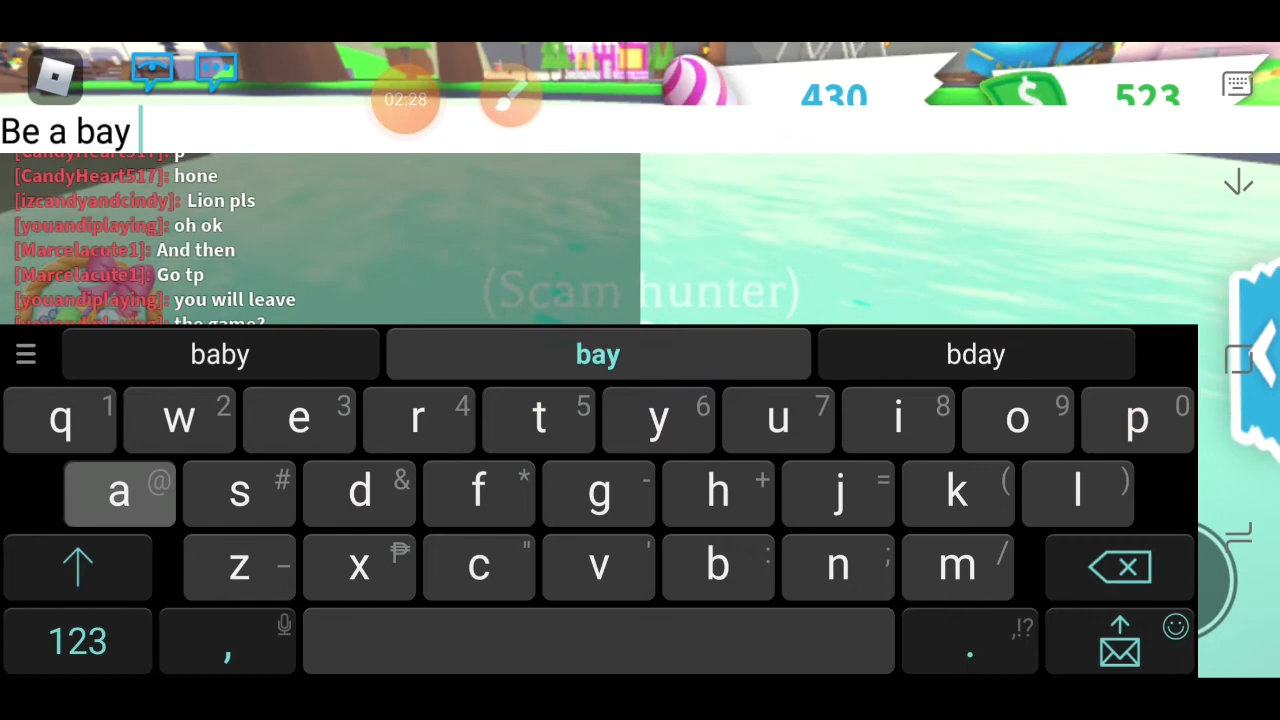 02:28
430
523
Be a bay
[CandyHeart517]: p
[CandyHeart517]: hone
[izcandyandcindy]: Lion pls
[youandiplaying]: oh ok
[Marcelacute1]: And then
[Marcelacute1]: Go tp
[youandiplaying]: you will leave
[youandiplaying]: the game?
(Scam hunter)
baby bay bday
q 1 w 2 e 3 r 4 t 5 y 6 u 7 i 8 o 9 p 0
a @ s # d & f * g - h + j = k ( l )
z _ x ₱ c " v ' b : n ; m /
123 , . ,!?